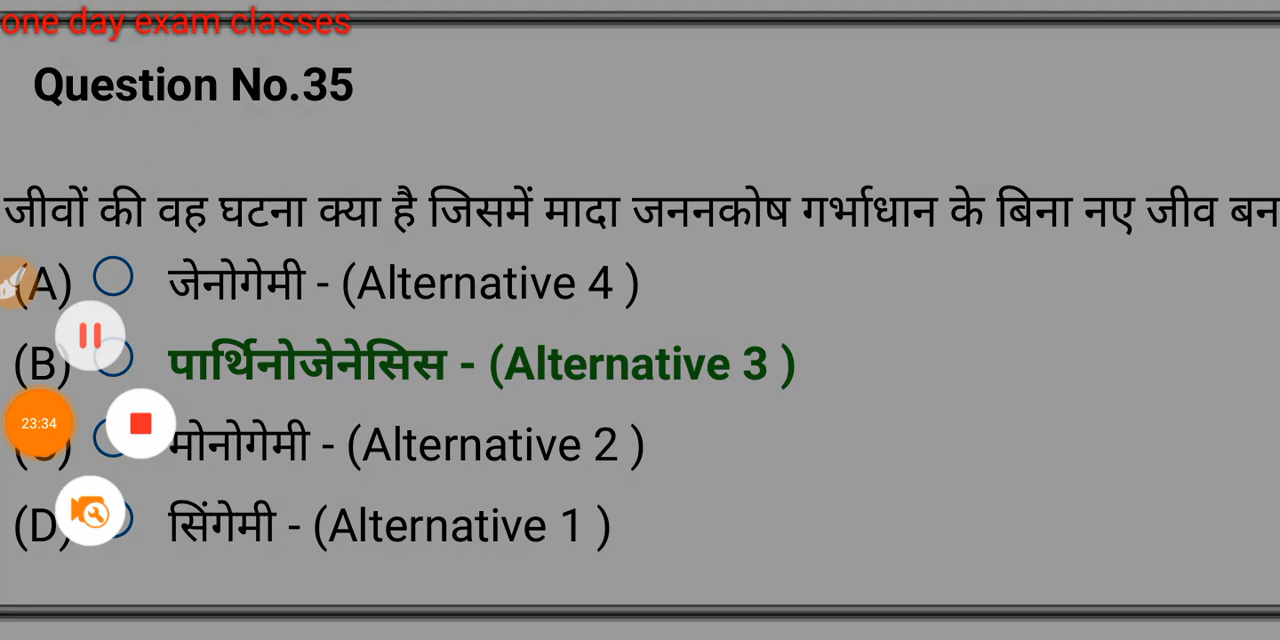 one day exam classes
Question No.35
जीवों की वह घटना क्या है जिसमें मादा जननकोष गर्भाधान के बिना नए जीव बन
(A) जेनोगेमी - (Alternative 4 )
(B) पार्थिनोजेनेसिस - (Alternative 3 )
23:34
मोनोगेमी - (Alternative 2 )
(D) सिंगेमी - (Alternative 1 )